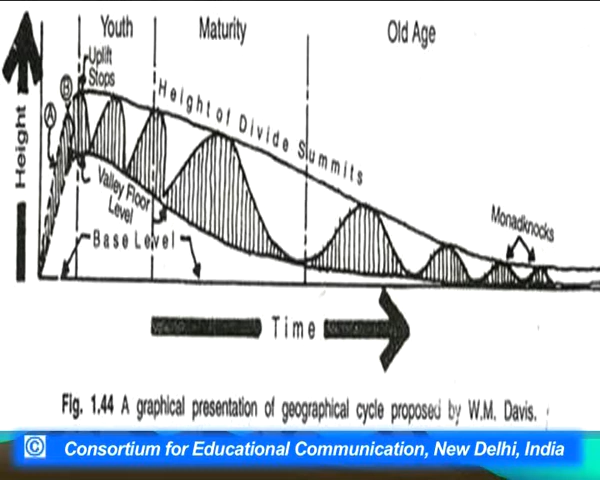 Youth
Maturity
Old Age
Uplift
Stops
B
A
Height of Divide Summits
Height
Valley Floor
Level
Base Level
Monadknocks
Time
Fig. 1.44 A graphical presentation of geographical cycle proposed by W.M. Davis.
© Consortium for Educational Communication, New Delhi, India